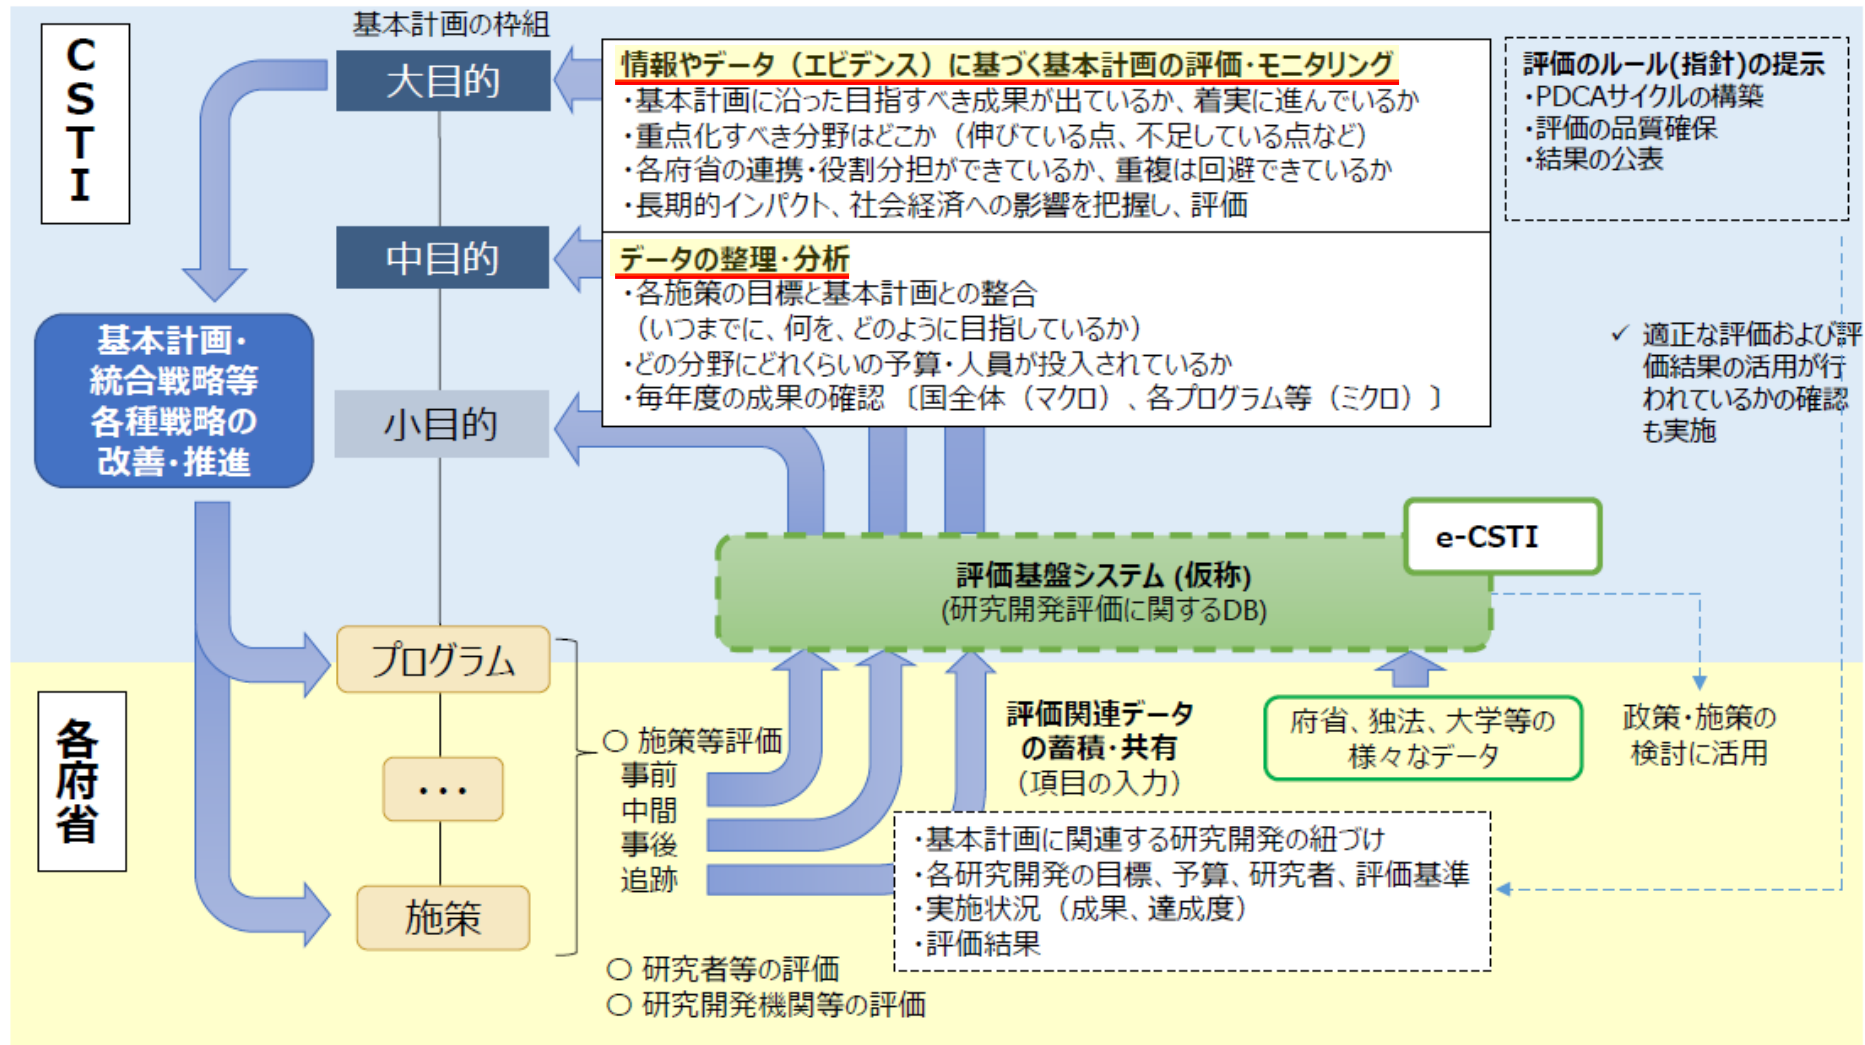 CSTI
基本計画の枠組
大目的
中目的
小目的
情報やデータ（エビデンス）に基づく基本計画の評価・モニタリング
・基本計画に沿った目指すべき成果が出ているか、着実に進んでいるか
・重点化すべき分野はどこか（伸びている点、不足している点など）
・各府省の連携・役割分担ができているか、重複は回避できているか
・長期的インパクト、社会経済への影響を把握し、評価
データの整理・分析
・各施策の目標と基本計画との整合
（いつまでに、何を、どのように目指しているか）
・どの分野にどれくらいの予算・人員が投入されているか
・毎年度の成果の確認〔国全体（マクロ）、各プログラム等（ミクロ）〕
評価のルール(指針)の提示
・PDCAサイクルの構築
・評価の品質確保
・結果の公表
✓ 適正な評価および評
価結果の活用が行
われているかの確認
も実施
基本計画・
統合戦略等
各種戦略の
改善・推進
e-CSTI
評価基盤システム (仮称)
(研究開発評価に関するDB)
各府省
プログラム
・・・
施策
〇 施策等評価
事前
中間
事後
追跡
〇 研究者等の評価
〇 研究開発機関等の評価
評価関連データ
の蓄積・共有
（項目の入力）
府省、独法、大学等の
様々なデータ
政策・施策の
検討に活用
・基本計画に関連する研究開発の紐づけ
・各研究開発の目標、予算、研究者、評価基準
・実施状況（成果、達成度）
・評価結果